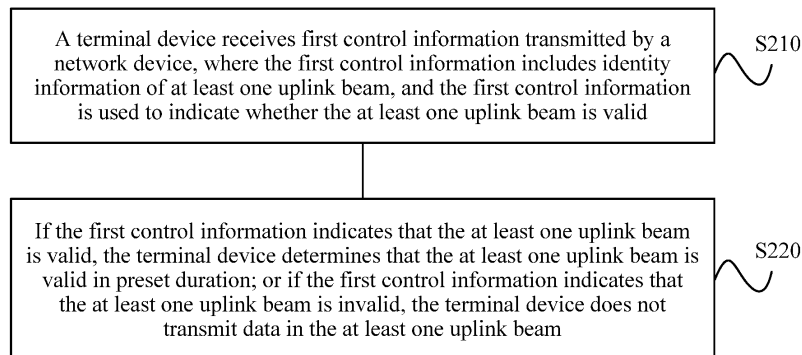 A terminal device receives first control information transmitted by a
network device, where the first control information includes identity
information of at least one uplink beam, and the first control information
is used to indicate whether the at least one uplink beam is valid
S210
If the first control information indicates that the at least one uplink beam
is valid, the terminal device determines that the at least one uplink beam is
valid in preset duration; or if the first control information indicates that
the at least one uplink beam is invalid, the terminal device does not
transmit data in the at least one uplink beam
S220